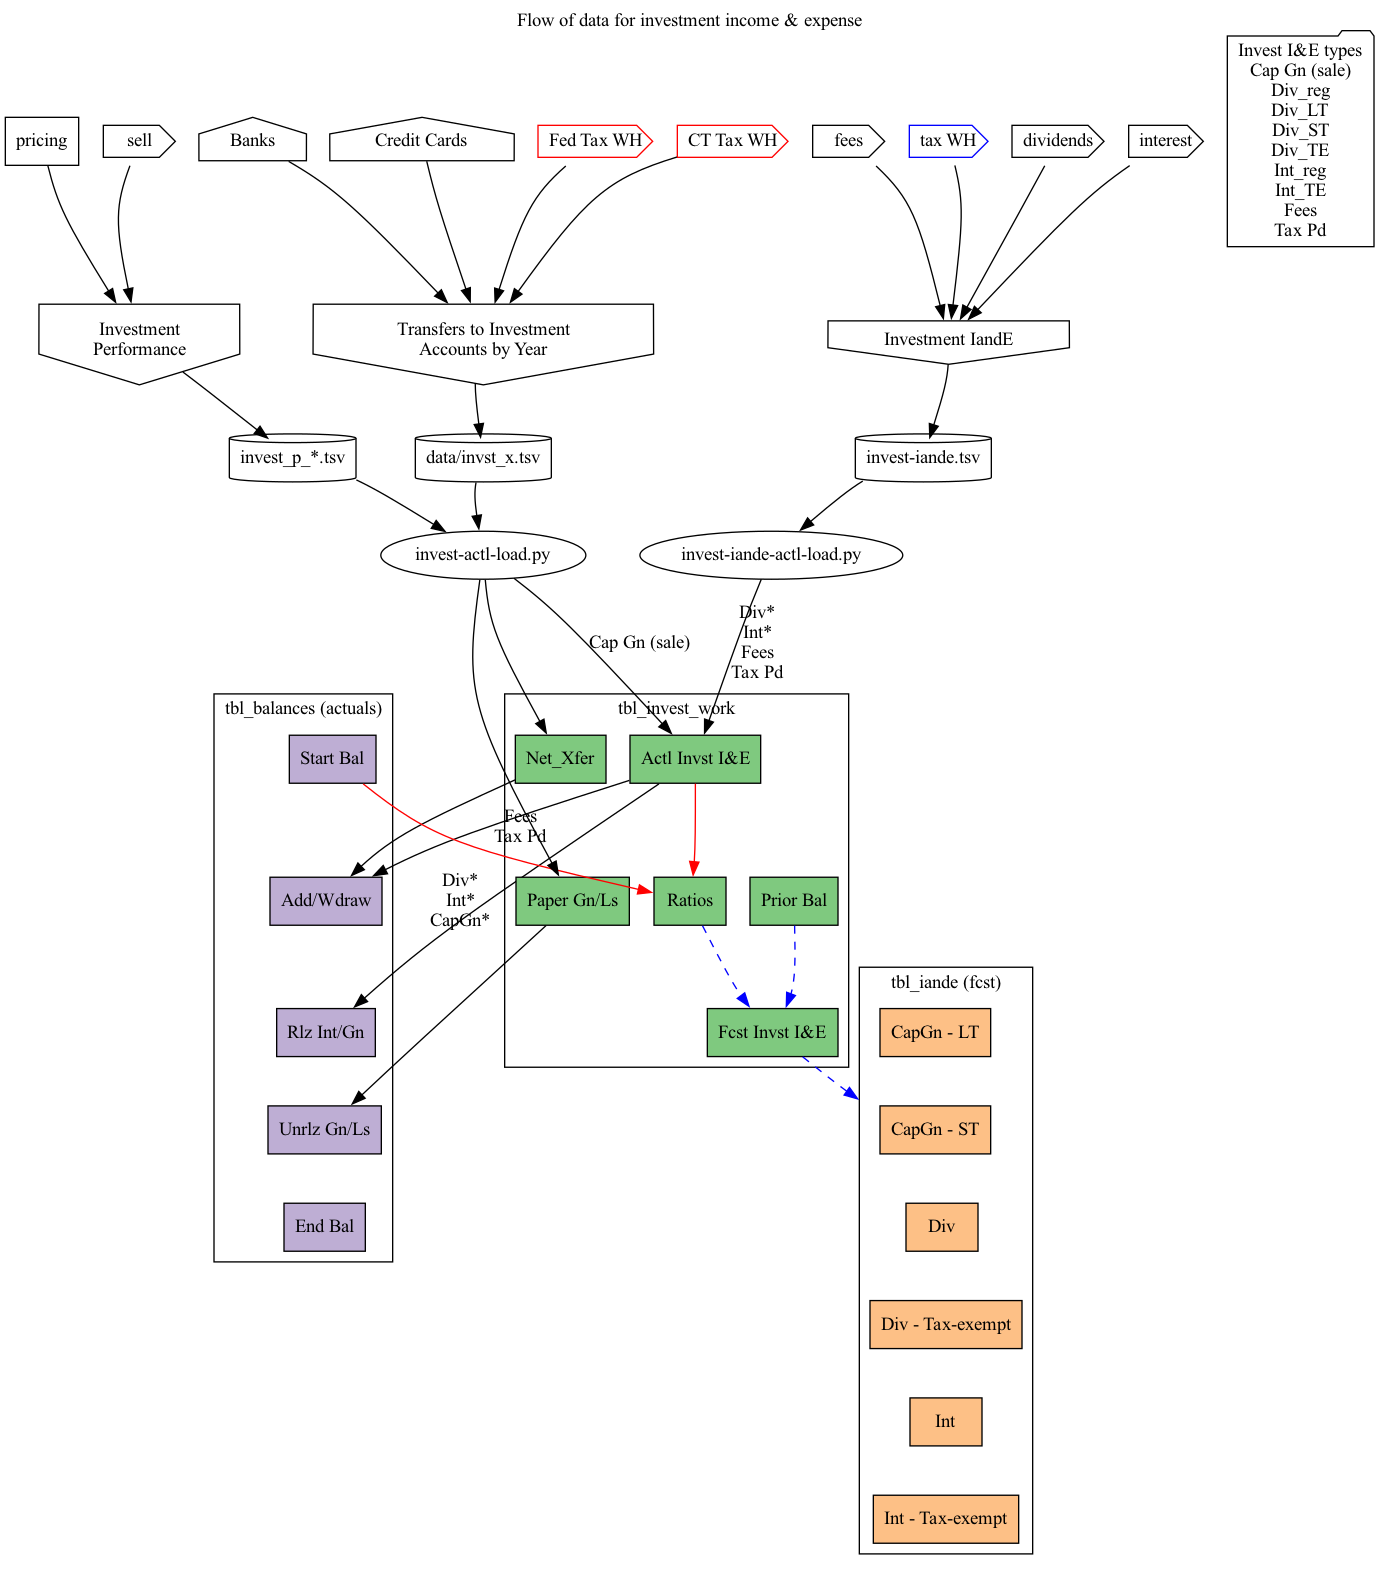 Flow of data for investment income & expense
Invest I&E types
Cap Gn (sale)
Div_reg
Div_LT
Div_ST
Div_TE
Int_reg
Int_TE
Fees
Tax Pd
pricing
sell
Banks
Credit Cards
Fed Tax WH
CT Tax WH
fees
tax WH
dividends
interest
Investment
Performance
Transfers to Investment
Accounts by Year
Investment IandE
invest_p_*.tsv
data/invst_x.tsv
invest-iande.tsv
invest-actl-load.py
invest-iande-actl-load.py
Cap Gn (sale)
Div*
Int*
Fees
Tax Pd
tbl_balances (actuals)
tbl_invest_work
Start Bal
Net_Xfer
Actl Invst I&E
Fees
Tax Pd
Div*
Int*
CapGn*
Add/Wdraw
Paper Gn/Ls
Ratios
Prior Bal
tbl_iande (fcst)
Rlz Int/Gn
Fcst Invst I&E
CapGn - LT
Unrlz Gn/Ls
CapGn - ST
End Bal
Div
Div - Tax-exempt
Int
Int - Tax-exempt